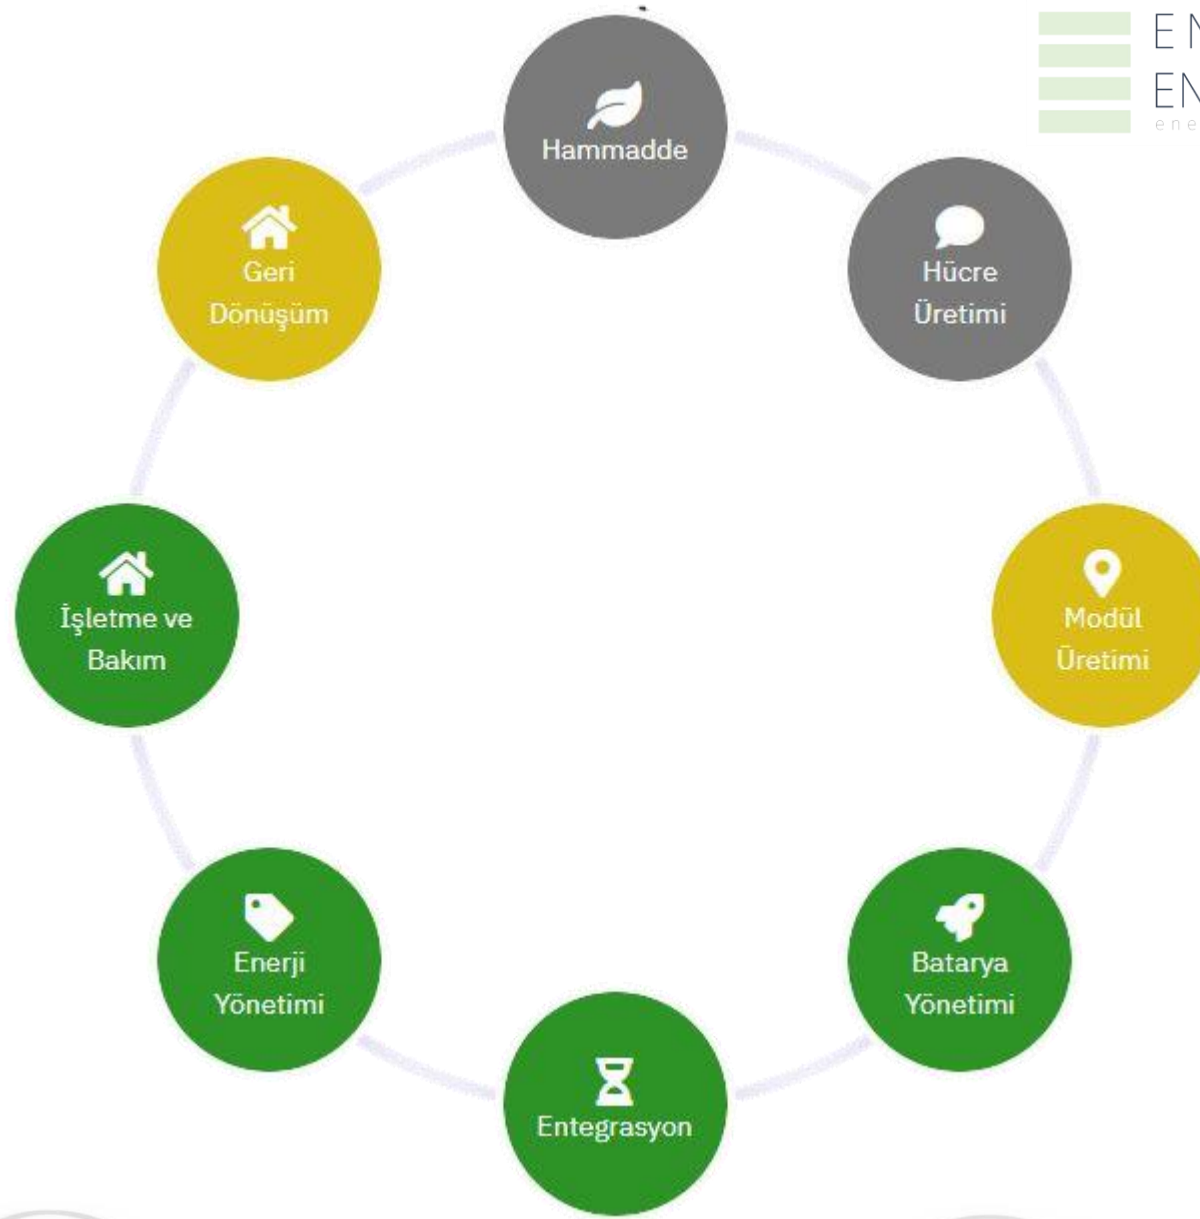 Hammadde
Hücre
Üretimi
Modül
Üretimi
Batarya
Yönetimi
Entegrasyon
Enerji
Yönetimi
İşletme ve
Bakım
Geri
Dönüşüm